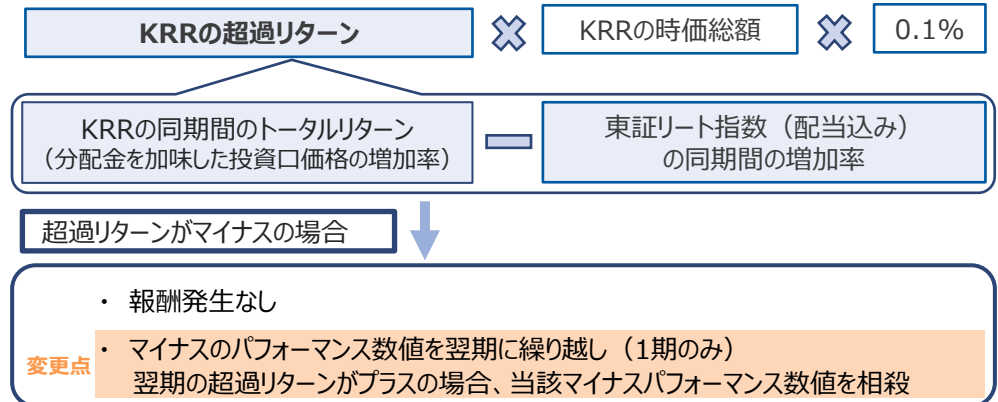 KRRの超過リターン
KRRの時価総額
0.1%
KRRの同期間のトータルリターン
（分配金を加味した投資口価格の増加率）
東証リート指数（配当込み）
の同期間の増加率
超過リターンがマイナスの場合
・ 報酬発生なし
変更点
・ マイナスのパフォーマンス数値を翌期に繰り越し（1期のみ）
翌期の超過リターンがプラスの場合、当該マイナスパフォーマンス数値を相殺